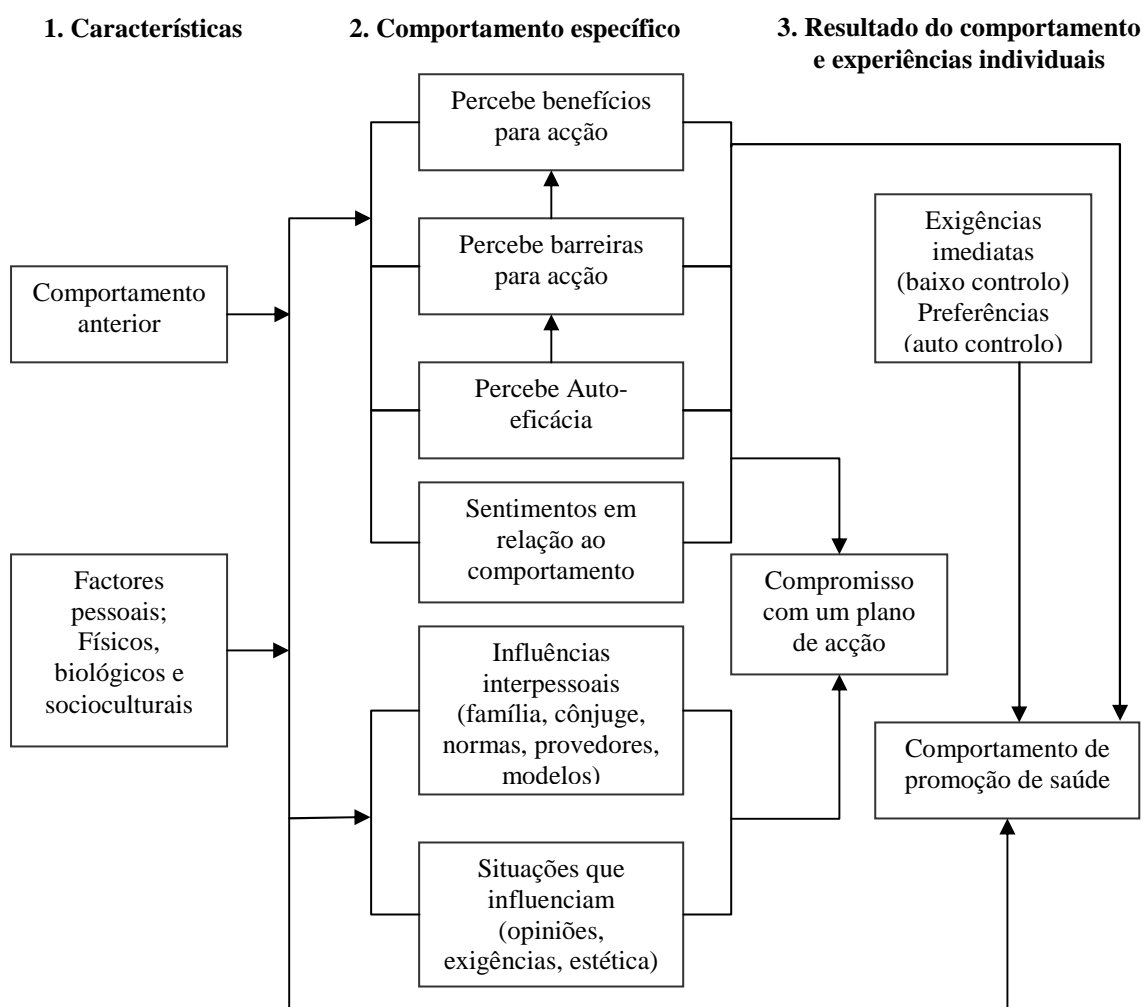 1. Características
2. Comportamento específico
3. Resultado do comportamento
e experiências individuais
Comportamento
anterior
Factores
pessoais;
Físicos,
biológicos e
socioculturais
Percebe benefícios
para acção
Percebe barreiras
para acção
Percebe Auto-
eficácia
Sentimentos em
relação ao
comportamento
Influências
interpessoais
(família, cônjuge,
normas, provedores,
modelos)
Situações que
influenciam
(opiniões,
exigências, estética)
Exigências
imediatas
(baixo controlo)
Preferências
(auto controlo)
Compromisso
com um plano
de acção
Comportamento de
promoção de saúde